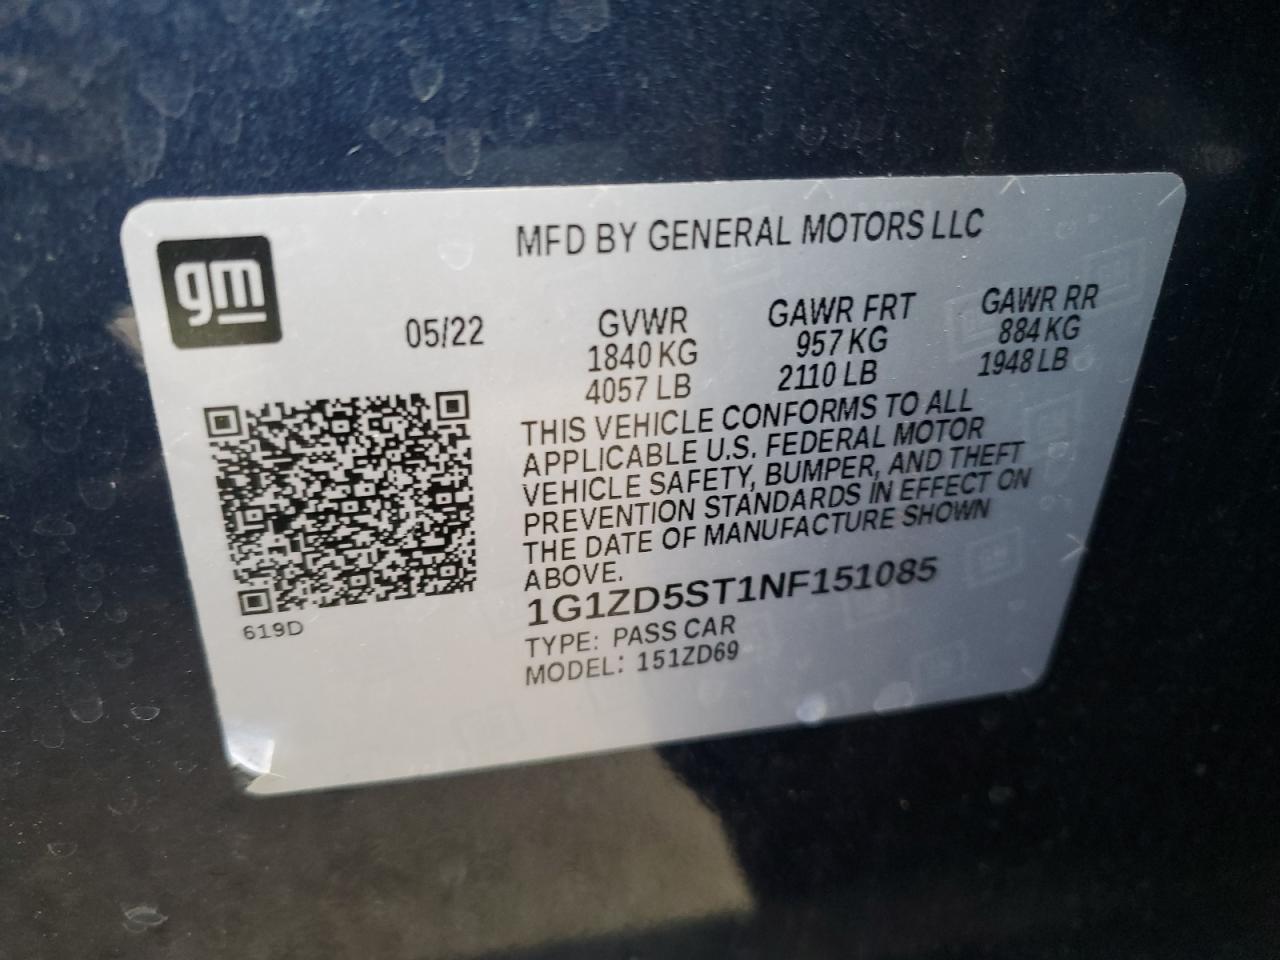 gm
MFD BY GENERAL MOTORS LLC
05/22
GVWR
1840 KG
4057 LB
GAWR FRT
957 KG
2110 LB
GAWR RR
884 KG
1948 LB
THIS VEHICLE CONFORMS TO ALL
APPLICABLE U.S. FEDERAL MOTOR
VEHICLE SAFETY, BUMPER, AND THEFT
PREVENTION STANDARDS IN EFFECT ON
THE DATE OF MANUFACTURE SHOWN
ABOVE.
1G1ZD5ST1NF151085
TYPE: PASS CAR
MODEL: 151ZD69
619D